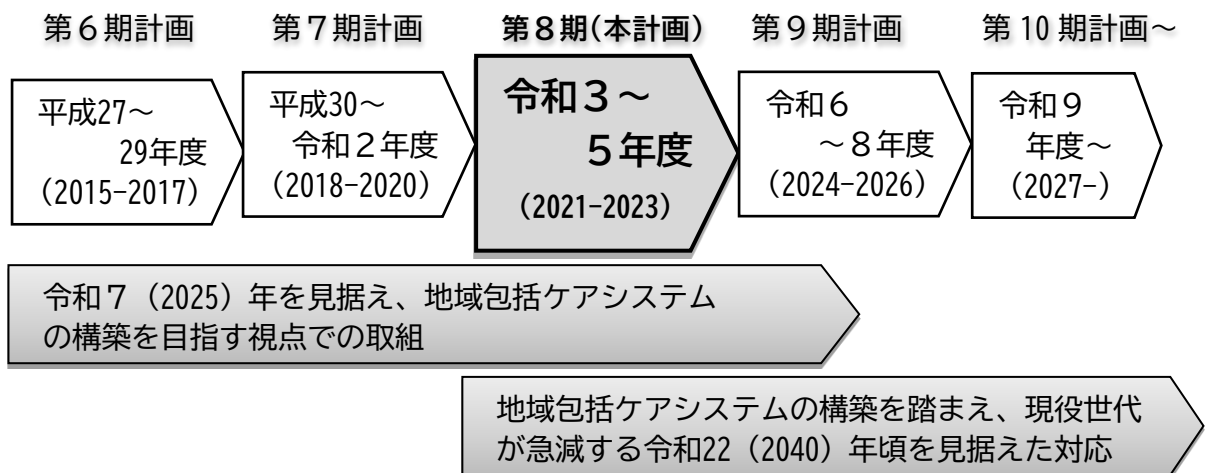 第６期計画
第７期計画
第８期(本計画)
第９期計画
第 10 期計画～
平成27～
29年度
(2015-2017)
平成30～
令和２年度
(2018-2020)
令和３～
５年度
(2021-2023)
令和６
～８年度
(2024-2026)
令和９
年度～
(2027-)
令和７（2025）年を見据え、地域包括ケアシステム
の構築を目指す視点での取組
地域包括ケアシステムの構築を踏まえ、現役世代
が急減する令和22（2040）年頃を見据えた対応